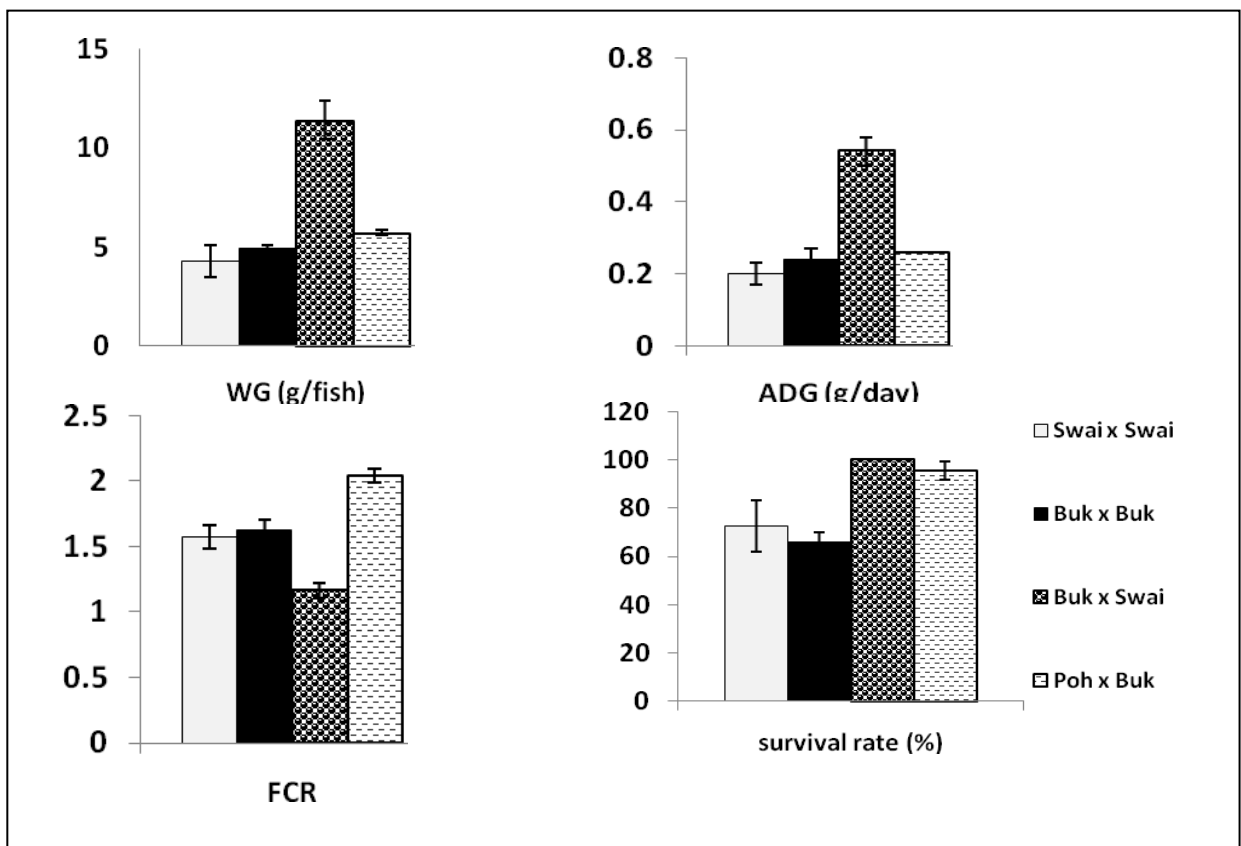 15
10
5
0
WG (g/fish)
0.8
0.6
0.4
0.2
0
ADG (g/day)
2.5
2
1.5
1
0.5
0
FCR
120
100
80
60
40
20
0
survival rate (%)
Swai x Swai
Buk x Buk
Buk x Swai
Poh x Buk